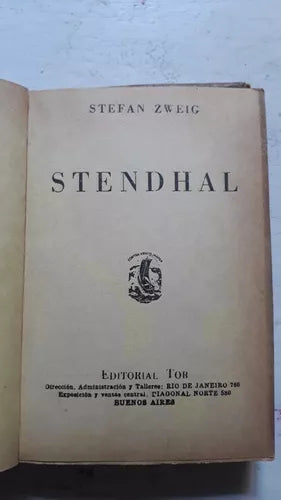 STEFAN ZWEIG
STENDHAL
EDITORIAL TOR
Dirección, Administración y Talleres: RIO DE JANEIRO 760
Exposición y ventas central, DIAGONAL NORTE 580
BUENOS AIRES